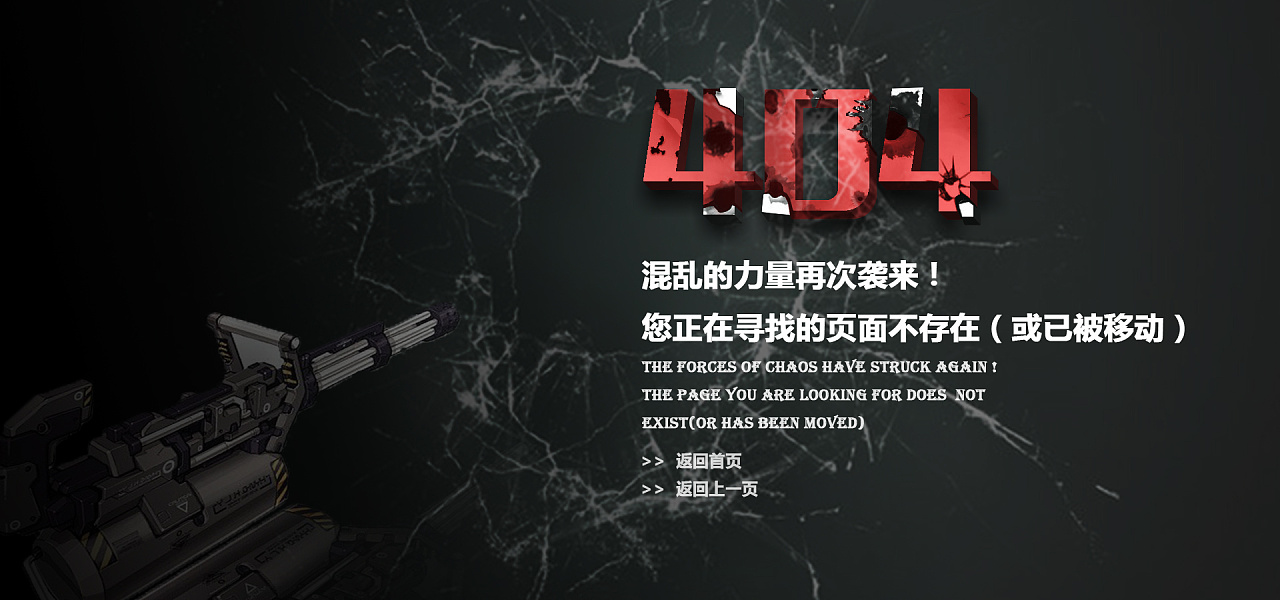 404
混乱的力量再次袭来！
您正在寻找的页面不存在（或已被移动）
THE FORCES OF CHAOS HAVE STRUCK AGAIN !
THE PAGE YOU ARE LOOKING FOR DOES NOT
EXIST(OR HAS BEEN MOVED)
>> 返回首页
>> 返回上一页